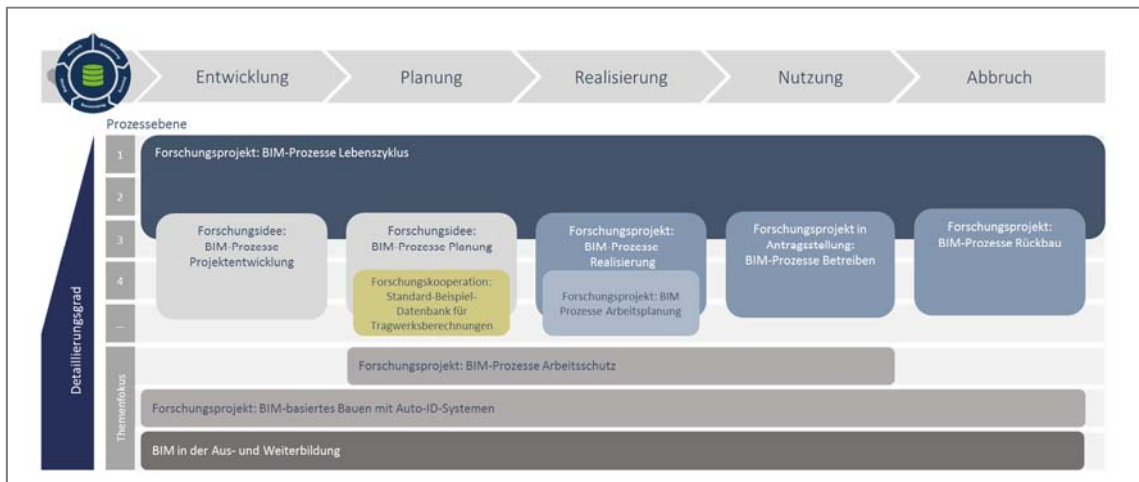 Entwicklung
Planung
Realisierung
Nutzung
Abbruch
Prozessebene
1
Forschungsprojekt: BIM-Prozesse Lebenszyklus
2
3
Forschungsidee:
BIM-Prozesse
Projektentwicklung
Forschungsidee:
BIM-Prozesse Planung
Forschungsprojekt:
BIM-Prozesse
Realisierung
Forschungsprojekt in
Antragsstellung:
BIM-Prozesse Betreiben
Forschungsprojekt:
BIM-Prozesse Rückbau
4
Forschungskooperation:
Standard-Beispiel-
Datenbank für
Tragwerksberechnungen
Forschungsprojekt: BIM
Prozesse Arbeitsplanung
...
Detaillierungsgrad
Themenfokus
Forschungsprojekt: BIM-Prozesse Arbeitsschutz
Forschungsprojekt: BIM-basiertes Bauen mit Auto-ID-Systemen
BIM in der Aus- und Weiterbildung